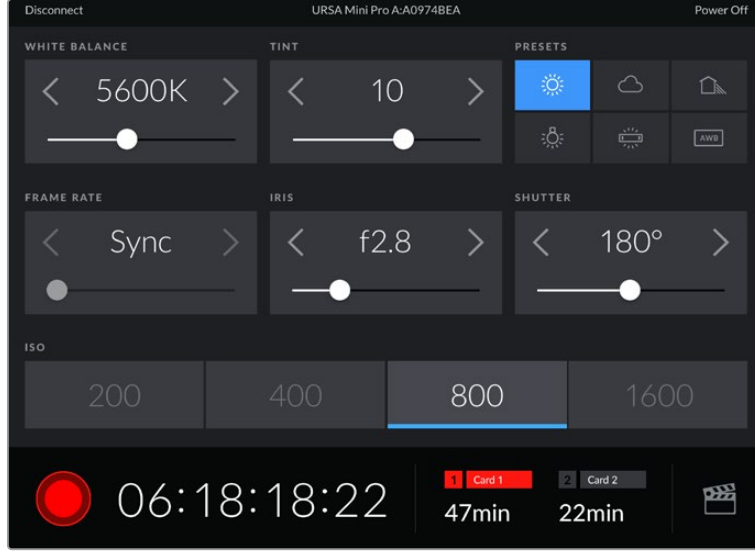 Disconnect URSA Mini Pro A:A0974BEA Power Off
WHITE BALANCE TINT PRESETS
5600K 10
AWB
FRAME RATE IRIS SHUTTER
Sync f2.8 180°
ISO
200 400 800 1600
06:18:18:22
1 Card 1 2 Card 2
47min 22min